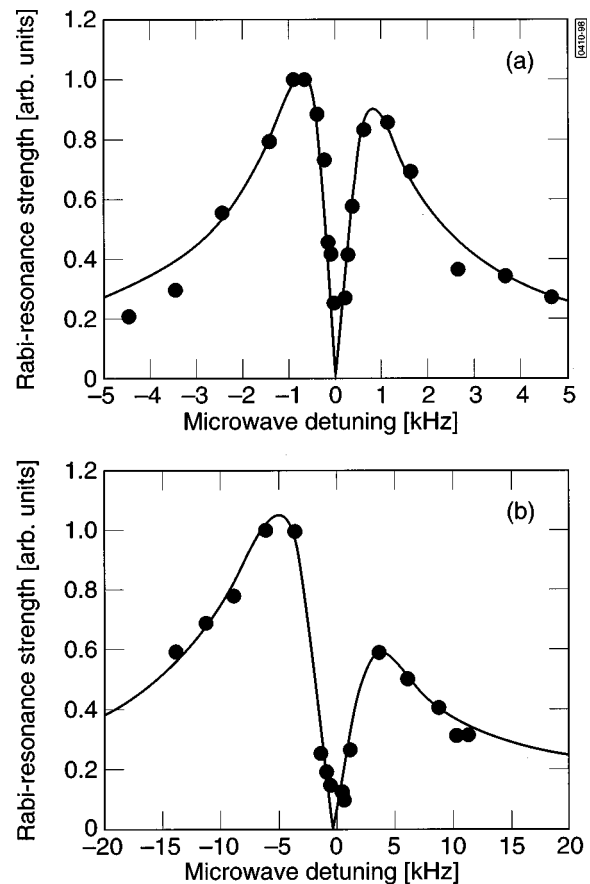 1.2
1.0
0.8
0.6
0.4
0.2
0
Rabi-resonance strength [arb. units]
(a)
0410-98
–5 –4 –3 –2 –1 0 1 2 3 4 5
Microwave detuning [kHz]
1.2
1.0
0.8
0.6
0.4
0.2
0
Rabi-resonance strength [arb. units]
(b)
–20 –15 –10 –5 0 5 10 15 20
Microwave detuning [kHz]